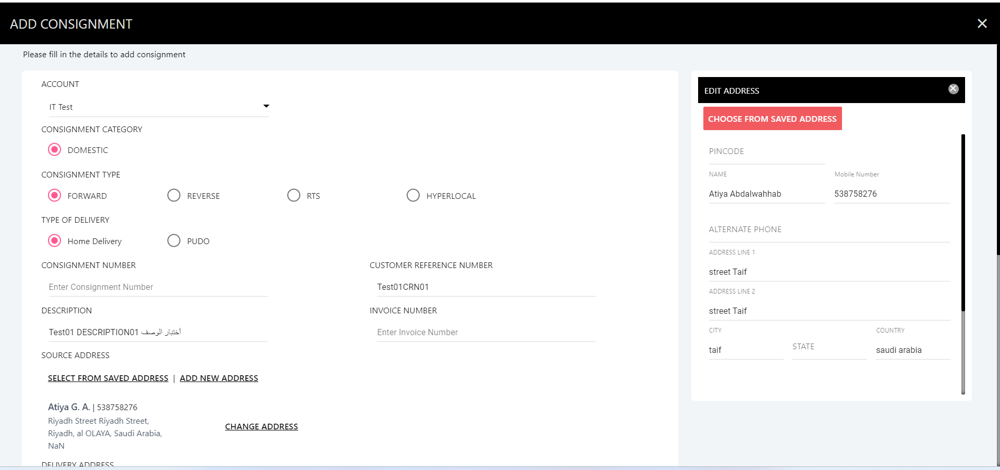 ADD CONSIGNMENT
Please fill in the details to add consignment
ACCOUNT
IT Test
CONSIGNMENT CATEGORY
DOMESTIC
CONSIGNMENT TYPE
FORWARD REVERSE RTS HYPERLOCAL
TYPE OF DELIVERY
Home Delivery PUDO
CONSIGNMENT NUMBER CUSTOMER REFERENCE NUMBER
Enter Consignment Number Test01CRN01
DESCRIPTION INVOICE NUMBER
Test01 DESCRIPTION01 أختبار الوصف Enter Invoice Number
SOURCE ADDRESS
SELECT FROM SAVED ADDRESS | ADD NEW ADDRESS
Atiya G. A. | 538758276
Riyadh Street Riyadh Street,
Riyadh, al OLAYA, Saudi Arabia,
NaN
CHANGE ADDRESS
DELIVERY ADDRESS
EDIT ADDRESS
CHOOSE FROM SAVED ADDRESS
PINCODE
NAME Mobile Number
Atiya Abdalwahhab 538758276
ALTERNATE PHONE
ADDRESS LINE 1
street Taif
ADDRESS LINE 2
street Taif
CITY STATE COUNTRY
taif saudi arabia